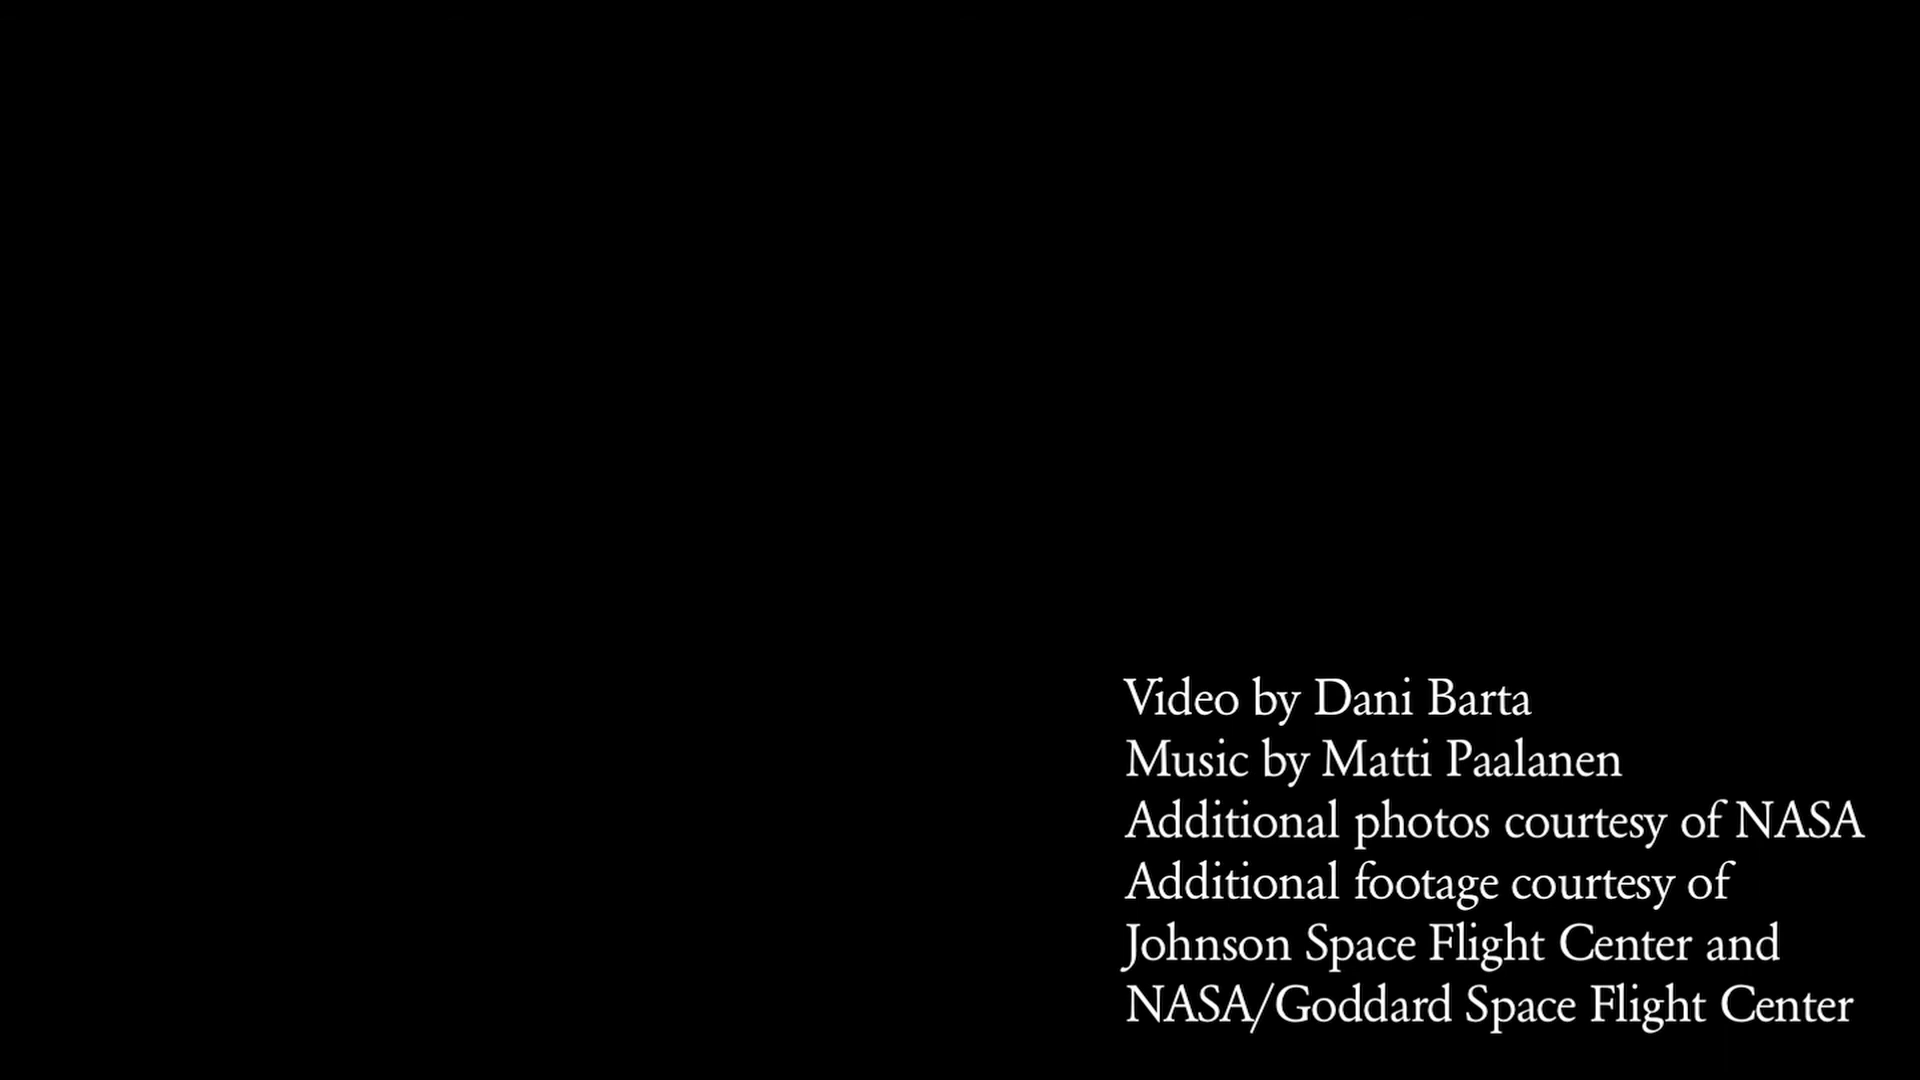 Video by Dani Barta
Music by Matti Paalanen
Additional photos courtesy of NASA
Additional footage courtesy of
Johnson Space Flight Center and
NASA/Goddard Space Flight Center